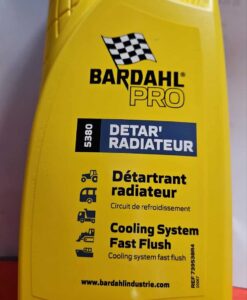 BARDAHL®
PRO
5380
DETAR'
RADIATEUR
Détartrant
radiateur
Circuit de refroidissement
Cooling System
Fast Flush
Cooling system fast flush
www.bardahlindustrie.com